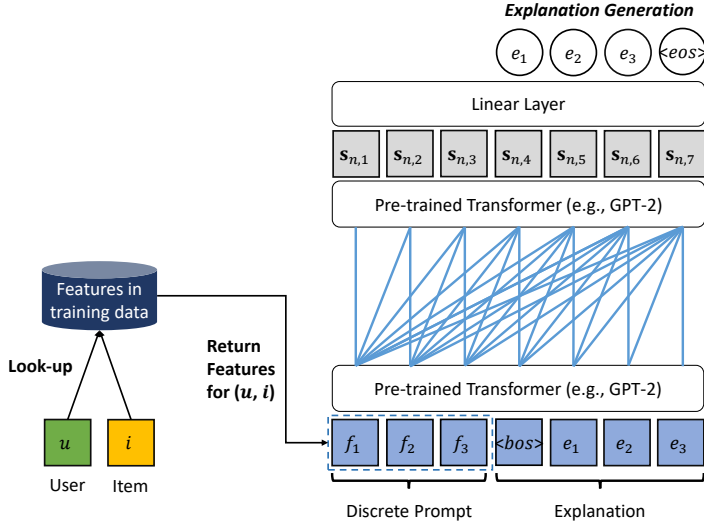 Explanation Generation
e1 e2 e3 <eos>
Linear Layer
sn,1 sn,2 sn,3 sn,4 sn,5 sn,6 sn,7
Pre-trained Transformer (e.g., GPT-2)
Features in
training data
Look-up
Return
Features
for (u, i)
Pre-trained Transformer (e.g., GPT-2)
u i
f1 f2 f3 <bos> e1 e2 e3
User Item
Discrete Prompt Explanation